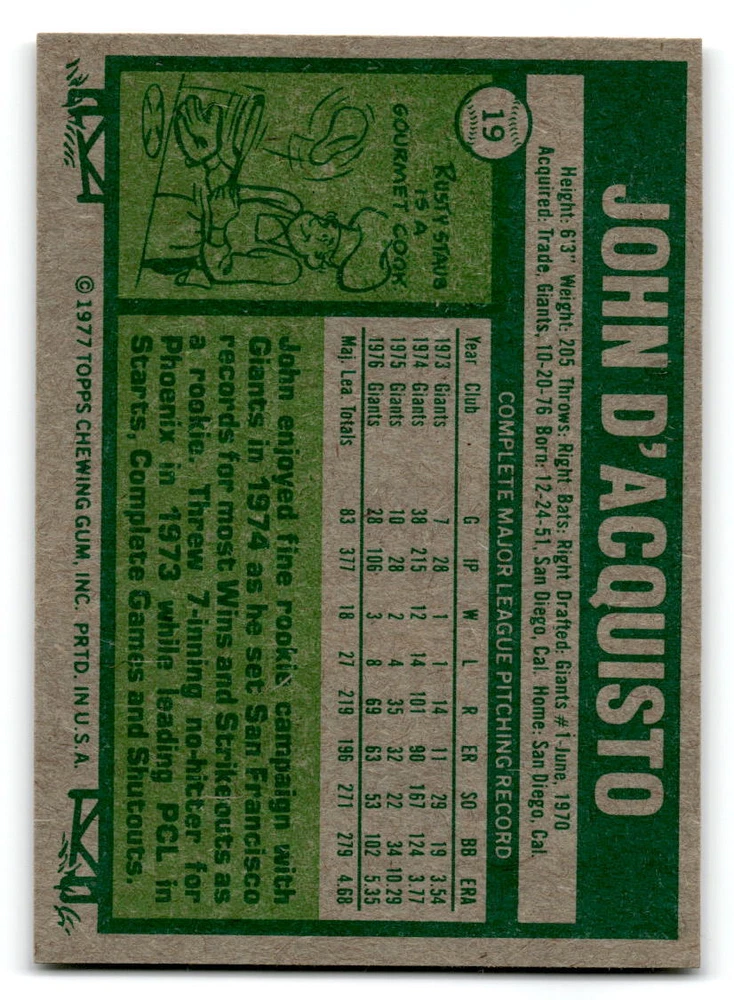 19
JOHN D'ACQUISTO
Height: 6'3" Weight: 205 Throws: Right Bats: Right Drafted: Giants #1-June, 1970
Acquired: Trade, Giants, 10-20-76 Born: 12-24-51, San Diego, Cal. Home: San Diego, Cal.
COMPLETE MAJOR LEAGUE PITCHING RECORD
Year Club G IP W L R ER SO BB ERA
1973 Giants 7 28 1 1 14 11 29 19 3.54
1974 Giants 38 215 12 14 101 90 167 124 3.77
1975 Giants 10 28 2 4 35 32 22 34 10.29
1976 Giants 28 106 3 8 69 63 53 102 5.35
Maj. Lea Totals 83 377 18 27 219 196 271 279 4.68
RUSTY STAUB
IS A
GOURMET COOK
John enjoyed fine rookie campaign with
Giants in 1974 as he set San Francisco
records for most Wins and Strikeouts as
a rookie. Threw 7-inning no-hitter for
Phoenix in 1973 while leading PCL in
Starts, Complete Games and Shutouts.
© 1977 TOPPS CHEWING GUM, INC. PRTD. IN U.S.A.